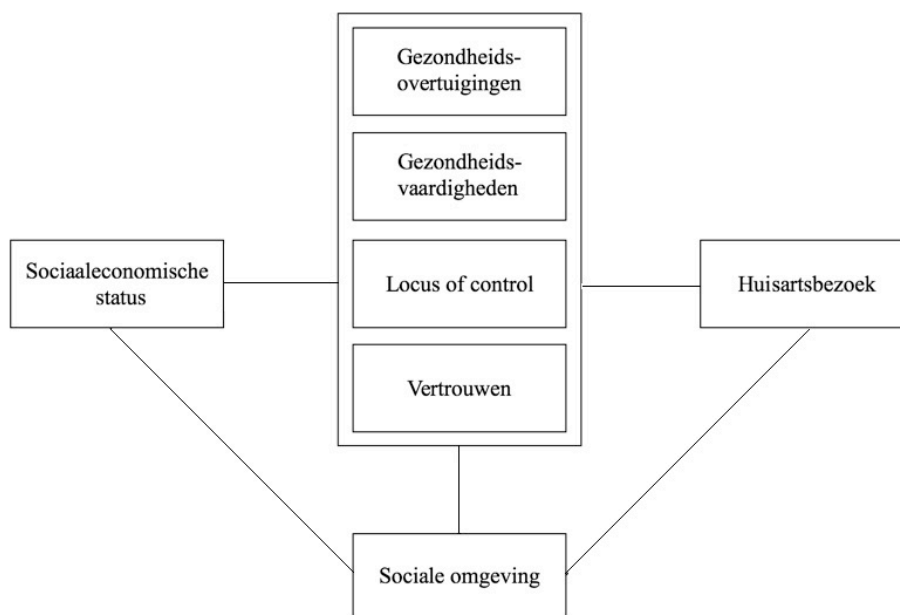 Gezondheids-
overtuigingen
Gezondheids-
vaardigheden
Sociaaleconomische
status
Locus of control
Huisartsbezoek
Vertrouwen
Sociale omgeving